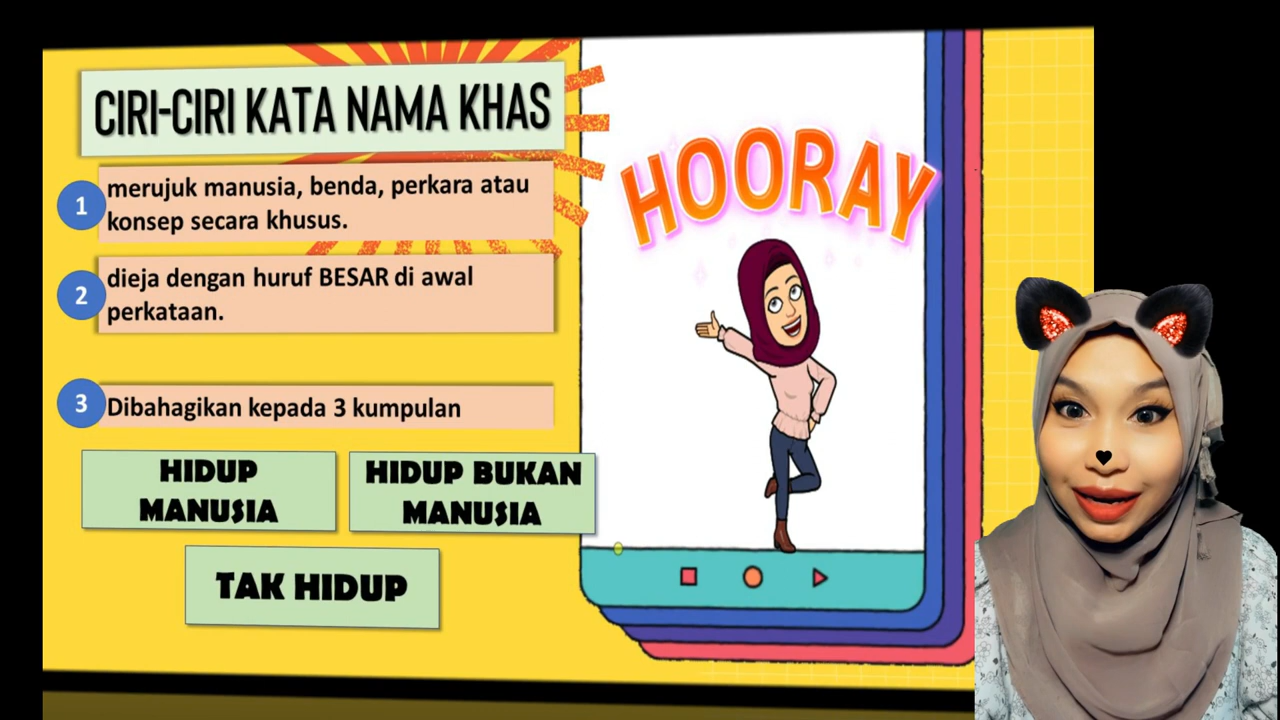 CIRI-CIRI KATA NAMA KHAS
1
merujuk manusia, benda, perkara atau
konsep secara khusus.
2
dieja dengan huruf BESAR di awal
perkataan.
3
Dibahagikan kepada 3 kumpulan
HIDUP
MANUSIA
HIDUP BUKAN
MANUSIA
TAK HIDUP
HOORAY